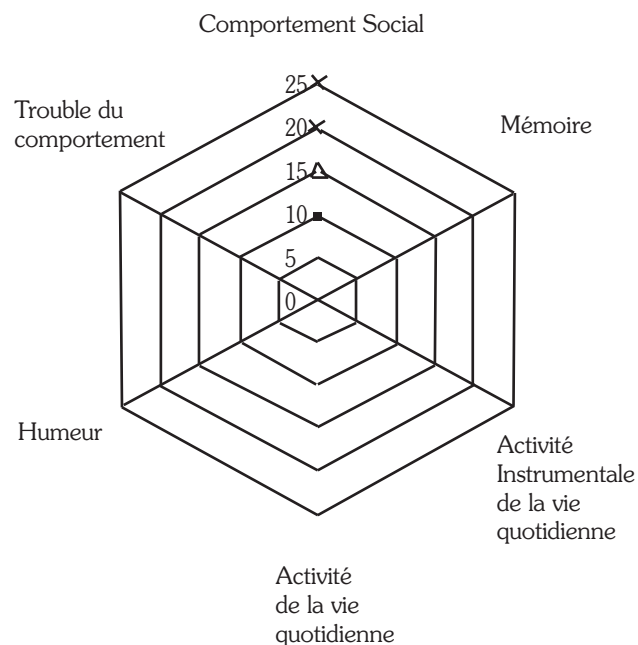 Comportement Social
Trouble du
comportement
Mémoire
25
20
15
10
5
0
Humeur
Activité
Instrumentale
de la vie
quotidienne
Activité
de la vie
quotidienne